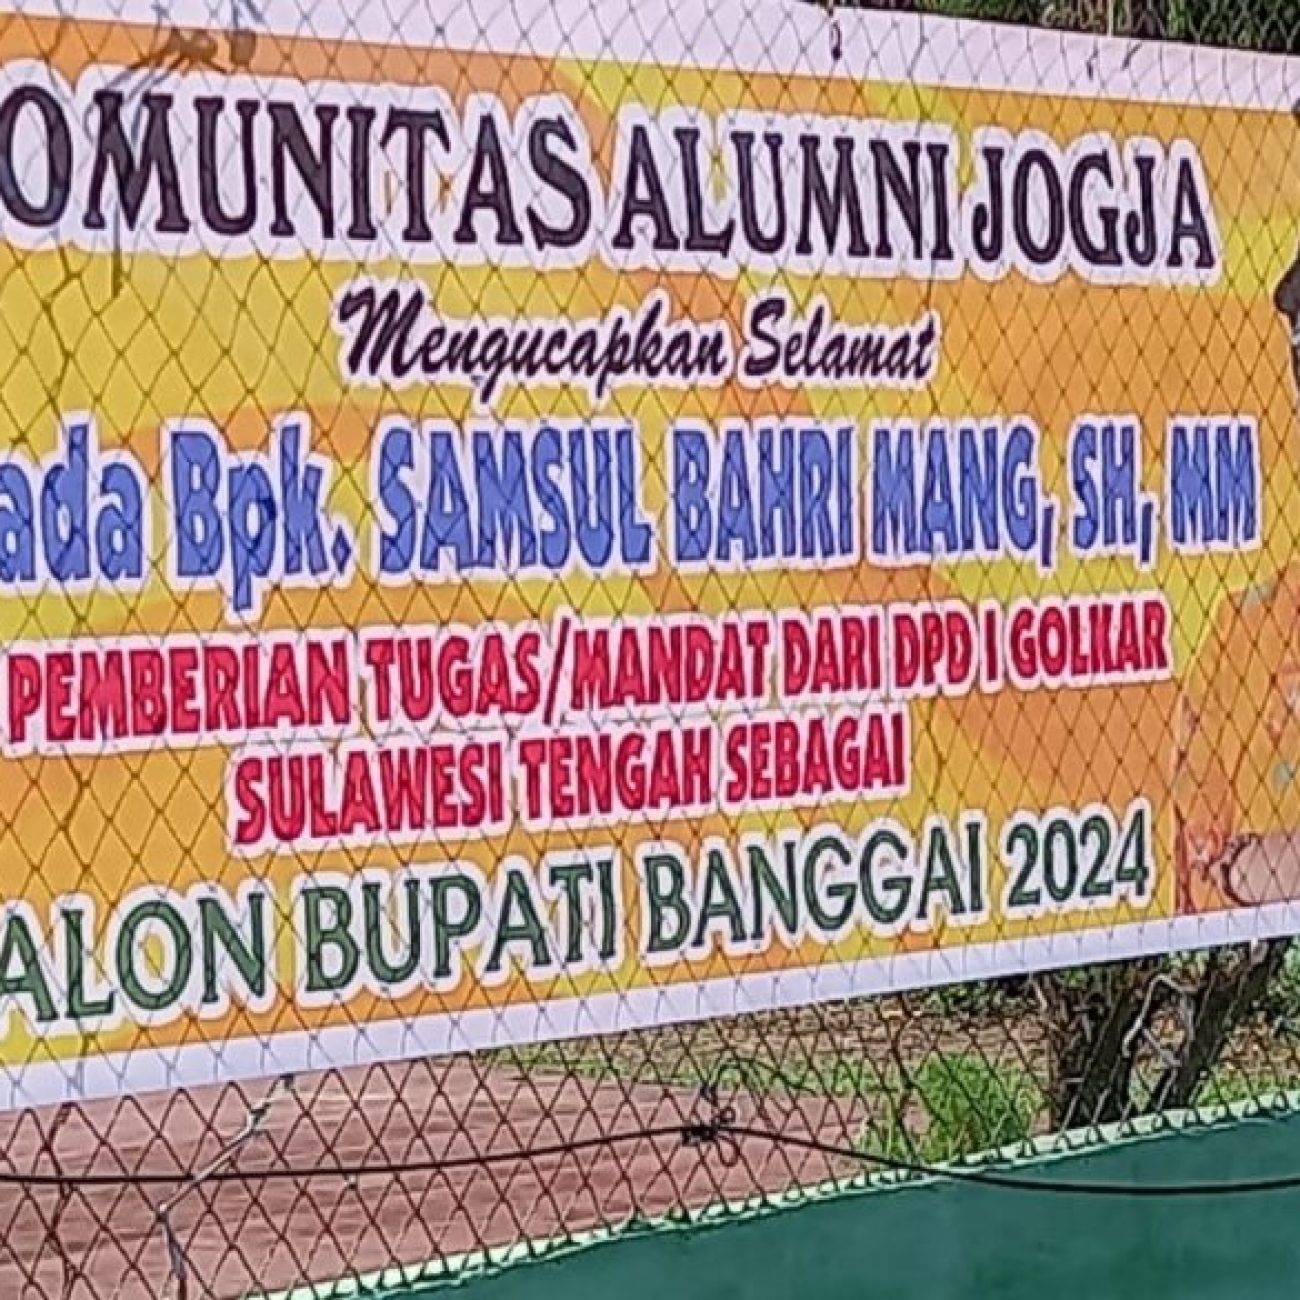 OMUNITAS ALUMNI JOGJA
Mengucapkan Selamat
ada Bpk. SAMSUL BAHRI MANG, SH, MM
PEMBERIAN TUGAS/MANDAT DARI DPD I GOLKAR
SULAWESI TENGAH SEBAGAI
ALON BUPATI BANGGAI 2024